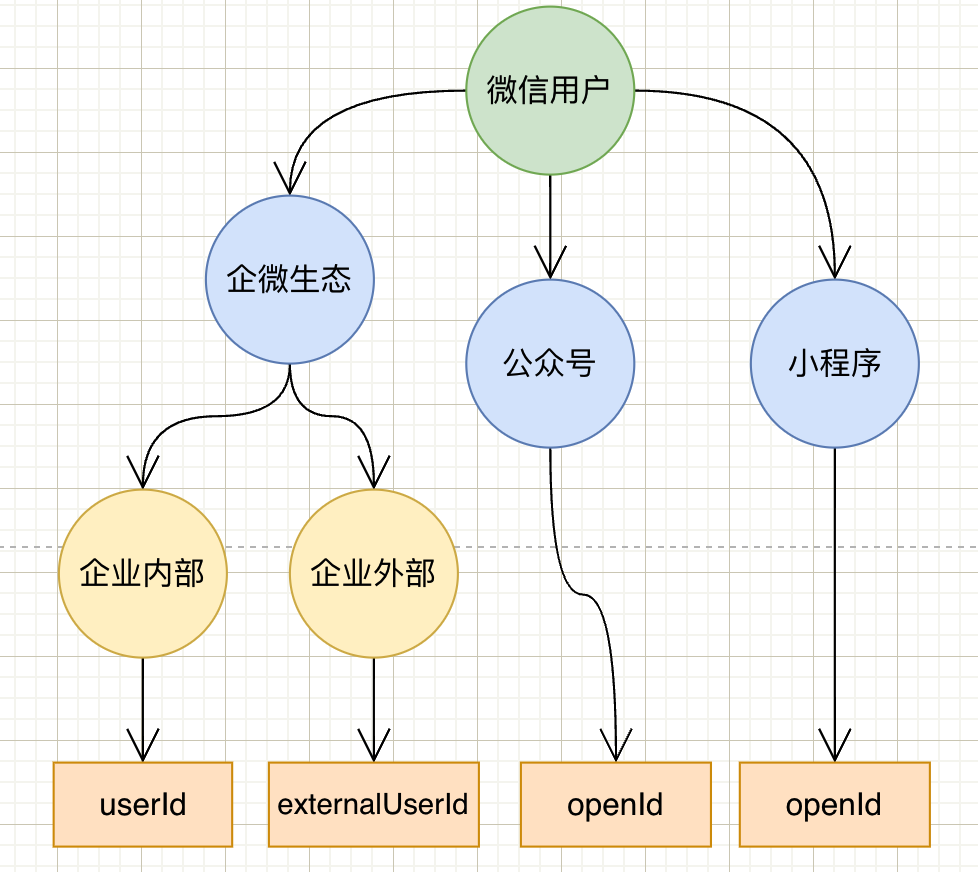 微信用户
企微生态
公众号
小程序
企业内部
企业外部
userId
externalUserId
openId
openId